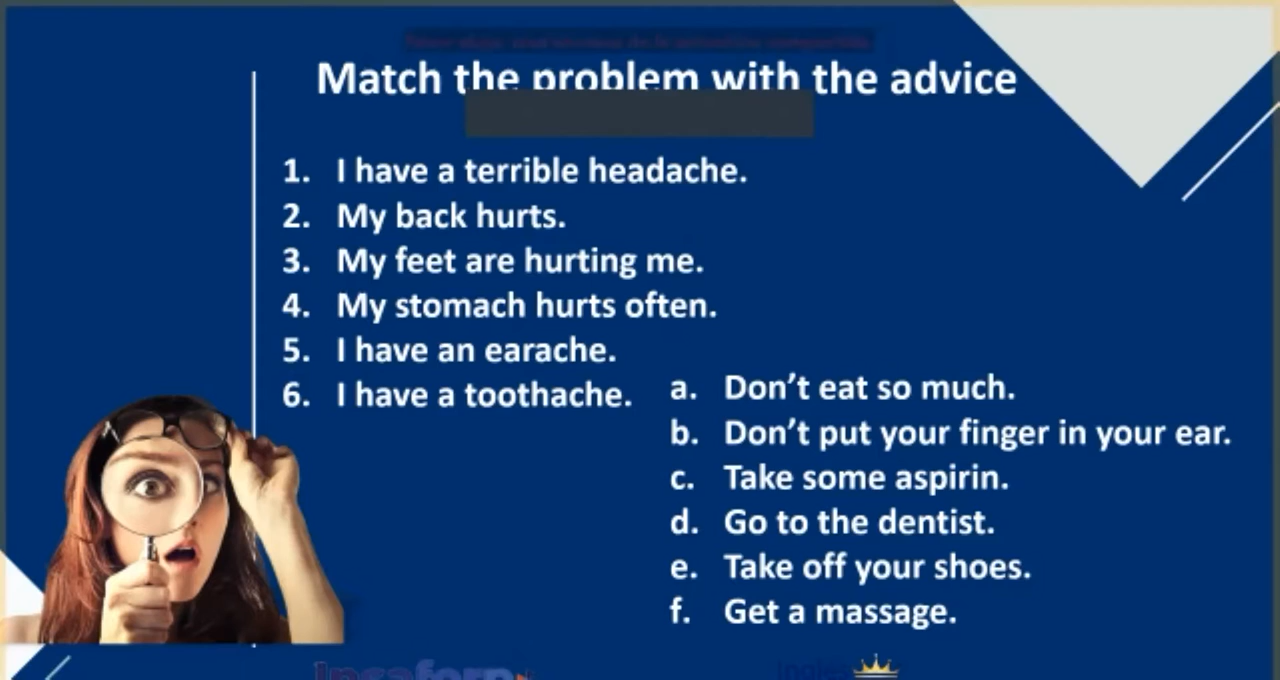 Match the problem with the advice
1. I have a terrible headache.
2. My back hurts.
3. My feet are hurting me.
4. My stomach hurts often.
5. I have an earache.
6. I have a toothache.
a. Don’t eat so much.
b. Don’t put your finger in your ear.
c. Take some aspirin.
d. Go to the dentist.
e. Take off your shoes.
f. Get a massage.